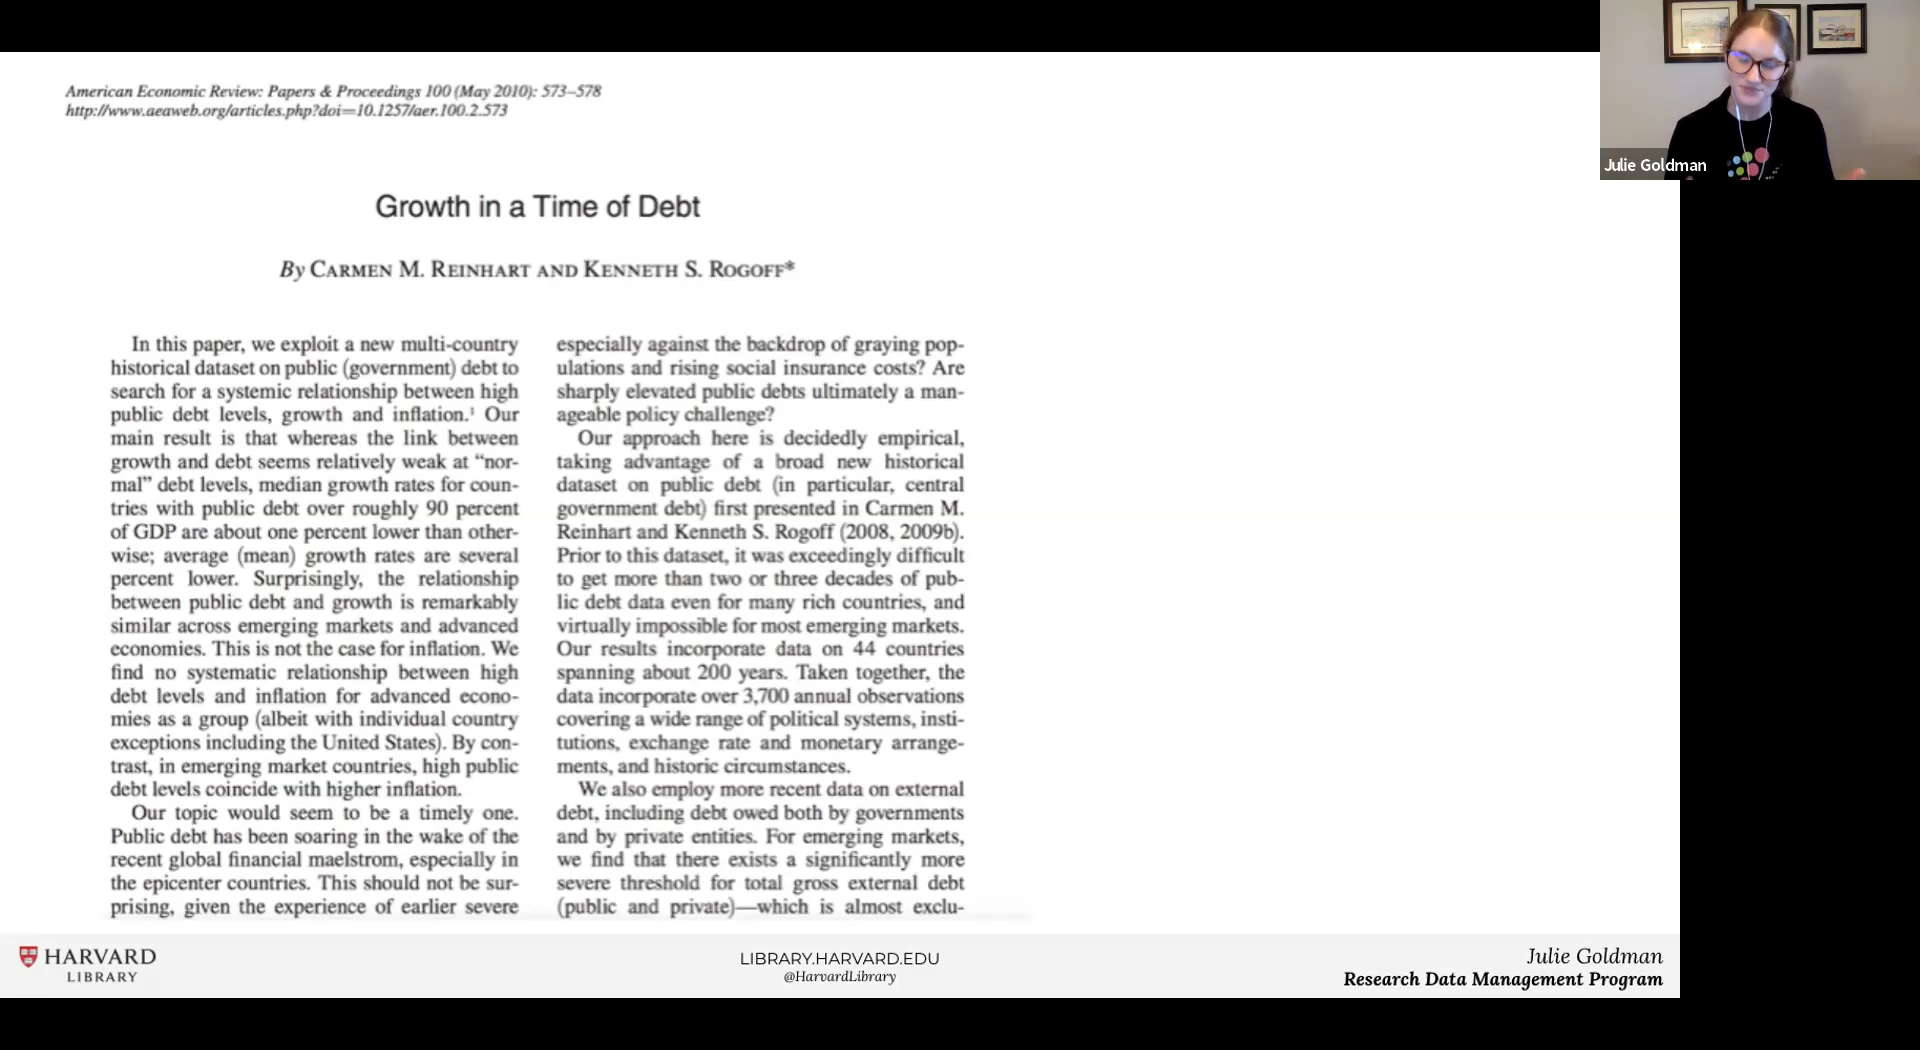 American Economic Review: Papers & Proceedings 100 (May 2010): 573–578
http://www.aeaweb.org/articles.php?doi=10.1257/aer.100.2.573
Growth in a Time of Debt
By Carmen M. Reinhart and Kenneth S. Rogoff*
In this paper, we exploit a new multi-country
historical dataset on public (government) debt to
search for a systemic relationship between high
public debt levels, growth and inflation.¹ Our
main result is that whereas the link between
growth and debt seems relatively weak at “nor-
mal” debt levels, median growth rates for coun-
tries with public debt over roughly 90 percent
of GDP are about one percent lower than other-
wise; average (mean) growth rates are several
percent lower. Surprisingly, the relationship
between public debt and growth is remarkably
similar across emerging markets and advanced
economies. This is not the case for inflation. We
find no systematic relationship between high
debt levels and inflation for advanced econo-
mies as a group (albeit with individual country
exceptions including the United States). By con-
trast, in emerging market countries, high public
debt levels coincide with higher inflation.
Our topic would seem to be a timely one.
Public debt has been soaring in the wake of the
recent global financial maelstrom, especially in
the epicenter countries. This should not be sur-
prising, given the experience of earlier severe
especially against the backdrop of graying pop-
ulations and rising social insurance costs? Are
sharply elevated public debts ultimately a man-
ageable policy challenge?
Our approach here is decidedly empirical,
taking advantage of a broad new historical
dataset on public debt (in particular, central
government debt) first presented in Carmen M.
Reinhart and Kenneth S. Rogoff (2008, 2009b).
Prior to this dataset, it was exceedingly difficult
to get more than two or three decades of pub-
lic debt data even for many rich countries, and
virtually impossible for most emerging markets.
Our results incorporate data on 44 countries
spanning about 200 years. Taken together, the
data incorporate over 3,700 annual observations
covering a wide range of political systems, insti-
tutions, exchange rate and monetary arrange-
ments, and historic circumstances.
We also employ more recent data on external
debt, including debt owed both by governments
and by private entities. For emerging markets,
we find that there exists a significantly more
severe threshold for total gross external debt
(public and private)—which is almost exclu-
HARVARD
LIBRARY
LIBRARY.HARVARD.EDU
@HarvardLibrary
Julie Goldman
Research Data Management Program
Julie Goldman